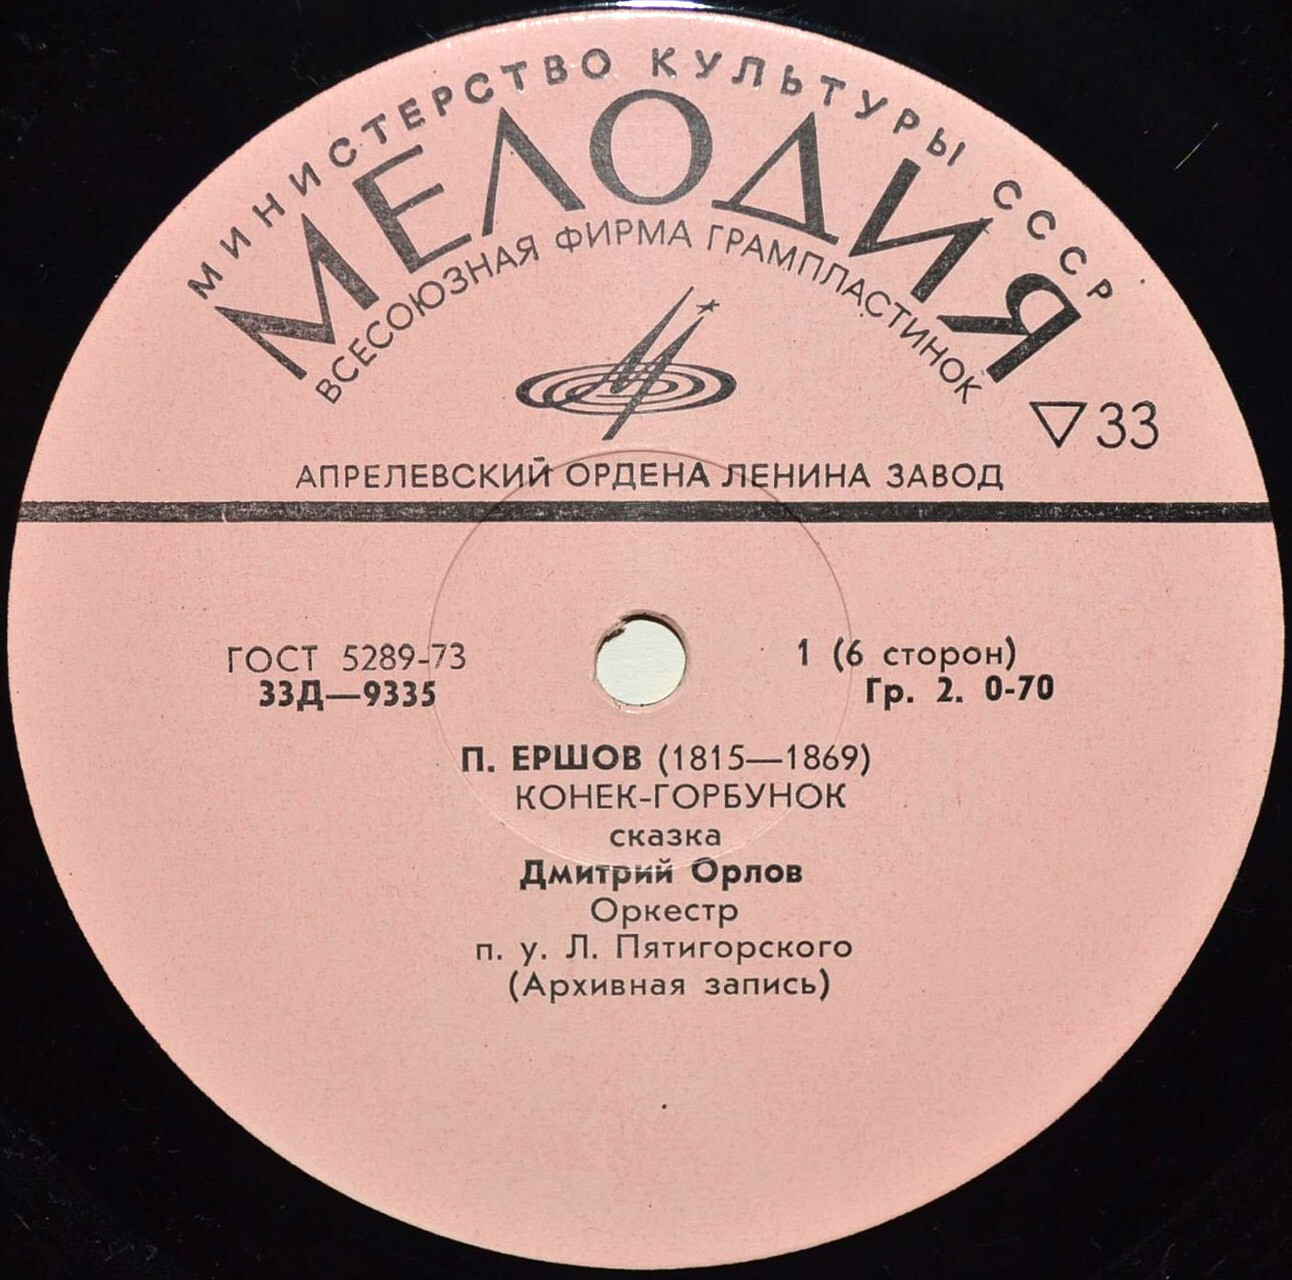 МИНИСТЕРСТВО КУЛЬТУРЫ СССР
МЕЛОДИЯ
ВСЕСОЮЗНАЯ ФИРМА ГРАМПЛАСТИНОК
▽33
АПРЕЛЕВСКИЙ ОРДЕНА ЛЕНИНА ЗАВОД
ГОСТ 5289-73
33Д—9335
1 (6 сторон)
Гр. 2. 0-70
П. ЕРШОВ (1815—1869)
КОНЕК-ГОРБУНОК
сказка
Дмитрий Орлов
Оркестр
п. у. Л. Пятигорского
(Архивная запись)